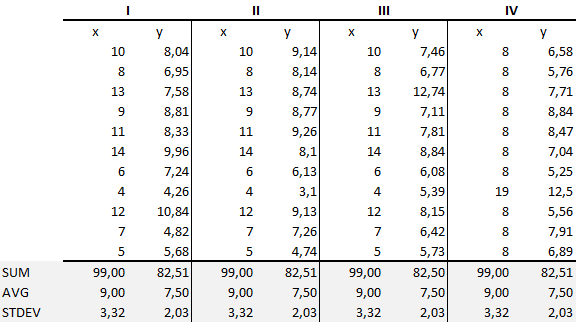 I II III IV
x y x y x y x y
10 8,04 10 9,14 10 7,46 8 6,58
8 6,95 8 8,14 8 6,77 8 5,76
13 7,58 13 8,74 13 12,74 8 7,71
9 8,81 9 8,77 9 7,11 8 8,84
11 8,33 11 9,26 11 7,81 8 8,47
14 9,96 14 8,1 14 8,84 8 7,04
6 7,24 6 6,13 6 6,08 8 5,25
4 4,26 4 3,1 4 5,39 19 12,5
12 10,84 12 9,13 12 8,15 8 5,56
7 4,82 7 7,26 7 6,42 8 7,91
5 5,68 5 4,74 5 5,73 8 6,89
SUM 99,00 82,51 99,00 82,51 99,00 82,50 99,00 82,51
AVG 9,00 7,50 9,00 7,50 9,00 7,50 9,00 7,50
STDEV 3,32 2,03 3,32 2,03 3,32 2,03 3,32 2,03